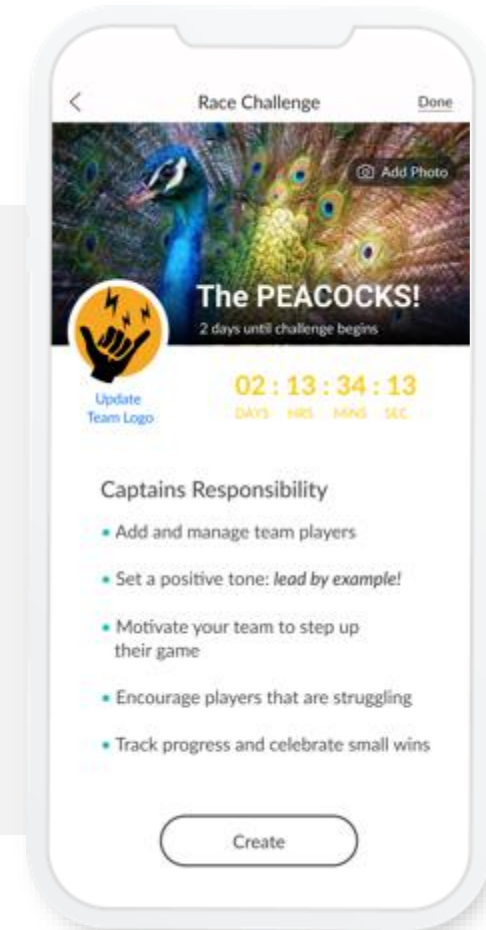 Race Challenge
Done
Add Photo
The PEACOCKS!
2 days until challenge begins
02 : 13 : 34 : 13
DAYS HRS MINS SEC
Update
Team Logo
Captains Responsibility
• Add and manage team players
• Set a positive tone: lead by example!
• Motivate your team to step up
their game
• Encourage players that are struggling
• Track progress and celebrate small wins
Create